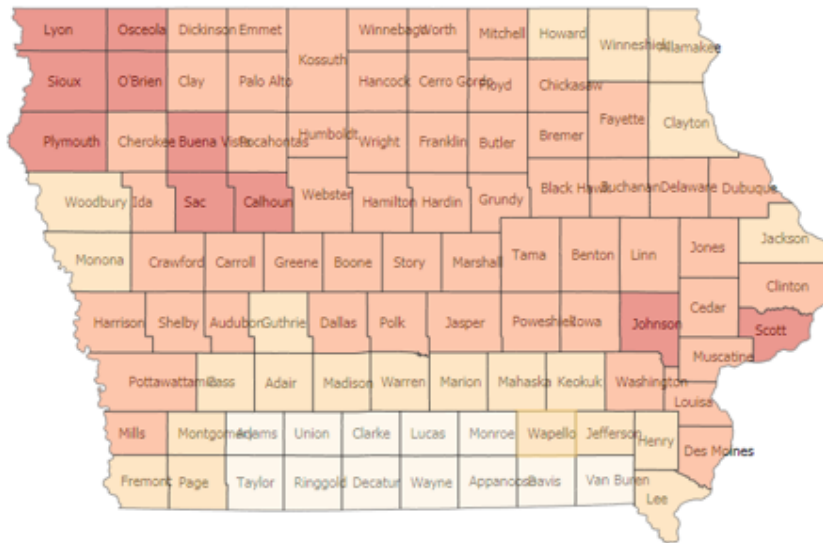 Lyon Osceola Dickinson Emmet Winnebago Worth Mitchell Howard Winneshiek Allamakee
Kossuth
Sioux O'Brien Clay Palo Alto Hancock Cerro Gordo Floyd Chickasaw
Fayette Clayton
Plymouth Cherokee Buena Vista Pocahontas Humboldt Wright Franklin Butler Bremer
Woodbury Ida Sac Calhoun Webster Hamilton Hardin Grundy Black Hawk Buchanan Delaware Dubuque
Monona Crawford Carroll Greene Boone Story Marshall Tama Benton Linn Jones Jackson
Clinton
Harrison Shelby Audubon Guthrie Dallas Polk Jasper Poweshiek Iowa Johnson Cedar Scott
Muscatine
Pottawattamie Cass Adair Madison Warren Marion Mahaska Keokuk Washington Louisa
Mills Montgomery Adams Union Clarke Lucas Monroe Wapello Jefferson Henry Des Moines
Fremont Page Taylor Ringgold Decatur Wayne Appanoose Davis Van Buren Lee